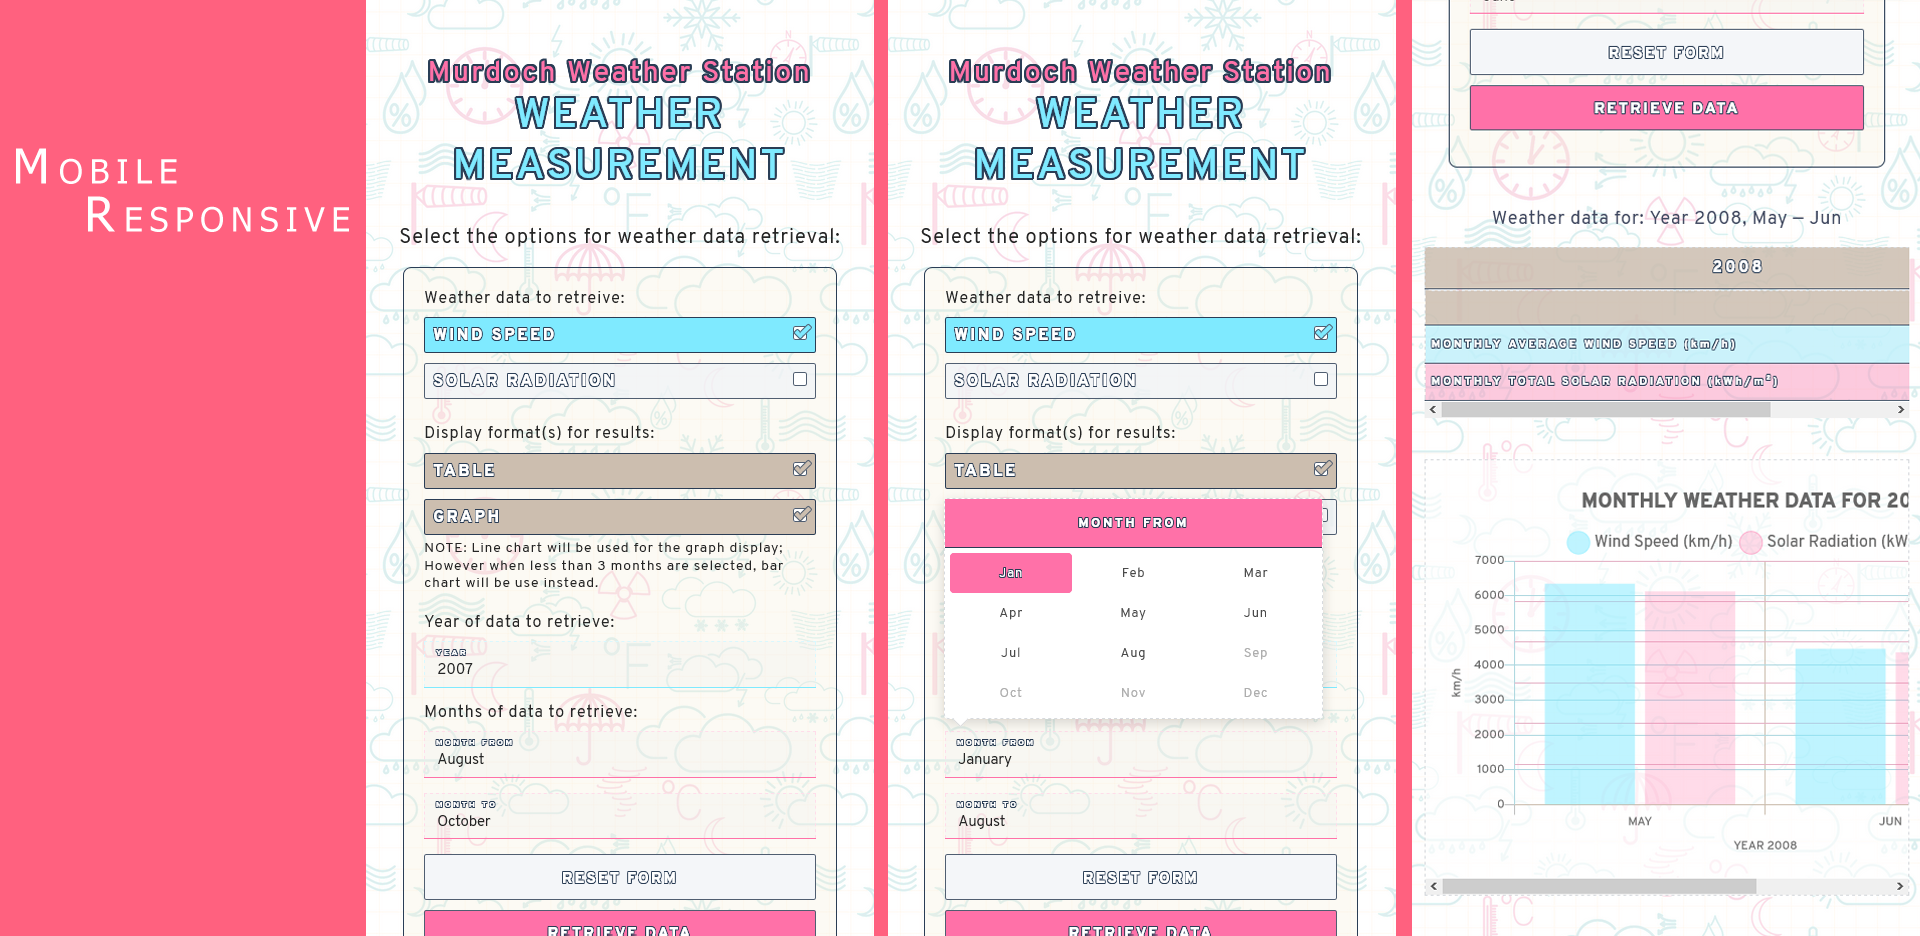 MOBILE
RESPONSIVE
Murdoch Weather Station
WEATHER
MEASUREMENT
Select the options for weather data retrieval:
Weather data to retreive:
WIND SPEED
SOLAR RADIATION
Display format(s) for results:
TABLE
GRAPH
NOTE: Line chart will be used for the graph display;
However when less than 3 months are selected, bar
chart will be use instead.
Year of data to retrieve:
YEAR
2007
Months of data to retrieve:
MONTH FROM
August
MONTH TO
October
RESET FORM
RETRIEVE DATA
Murdoch Weather Station
WEATHER
MEASUREMENT
Select the options for weather data retrieval:
Weather data to retreive:
WIND SPEED
SOLAR RADIATION
Display format(s) for results:
TABLE
MONTH FROM
Jan Feb Mar
Apr May Jun
Jul Aug Sep
Oct Nov Dec
MONTH FROM
January
MONTH TO
August
RESET FORM
RETRIEVE DATA
RESET FORM
RETRIEVE DATA
Weather data for: Year 2008, May – Jun
2008
MONTHLY AVERAGE WIND SPEED (km/h)
MONTHLY TOTAL SOLAR RADIATION (kWh/m²)
MONTHLY WEATHER DATA FOR 20
Wind Speed (km/h) Solar Radiation (kW
7000
6000
5000
4000
3000
2000
1000
0
km/h
MAY JUN
YEAR 2008